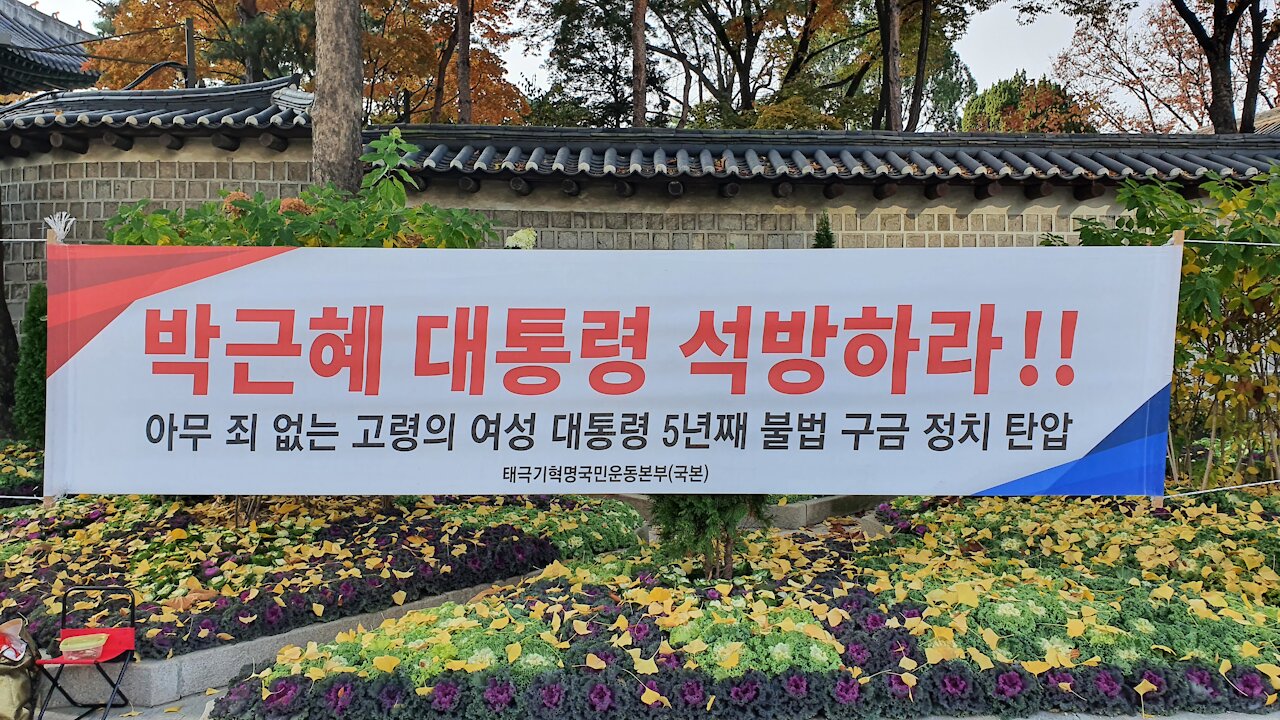 박근혜 대통령 석방하라!!
아무 죄 없는 고령의 여성 대통령 5년째 불법 구금 정치 탄압
태극기혁명국민운동본부(국본)